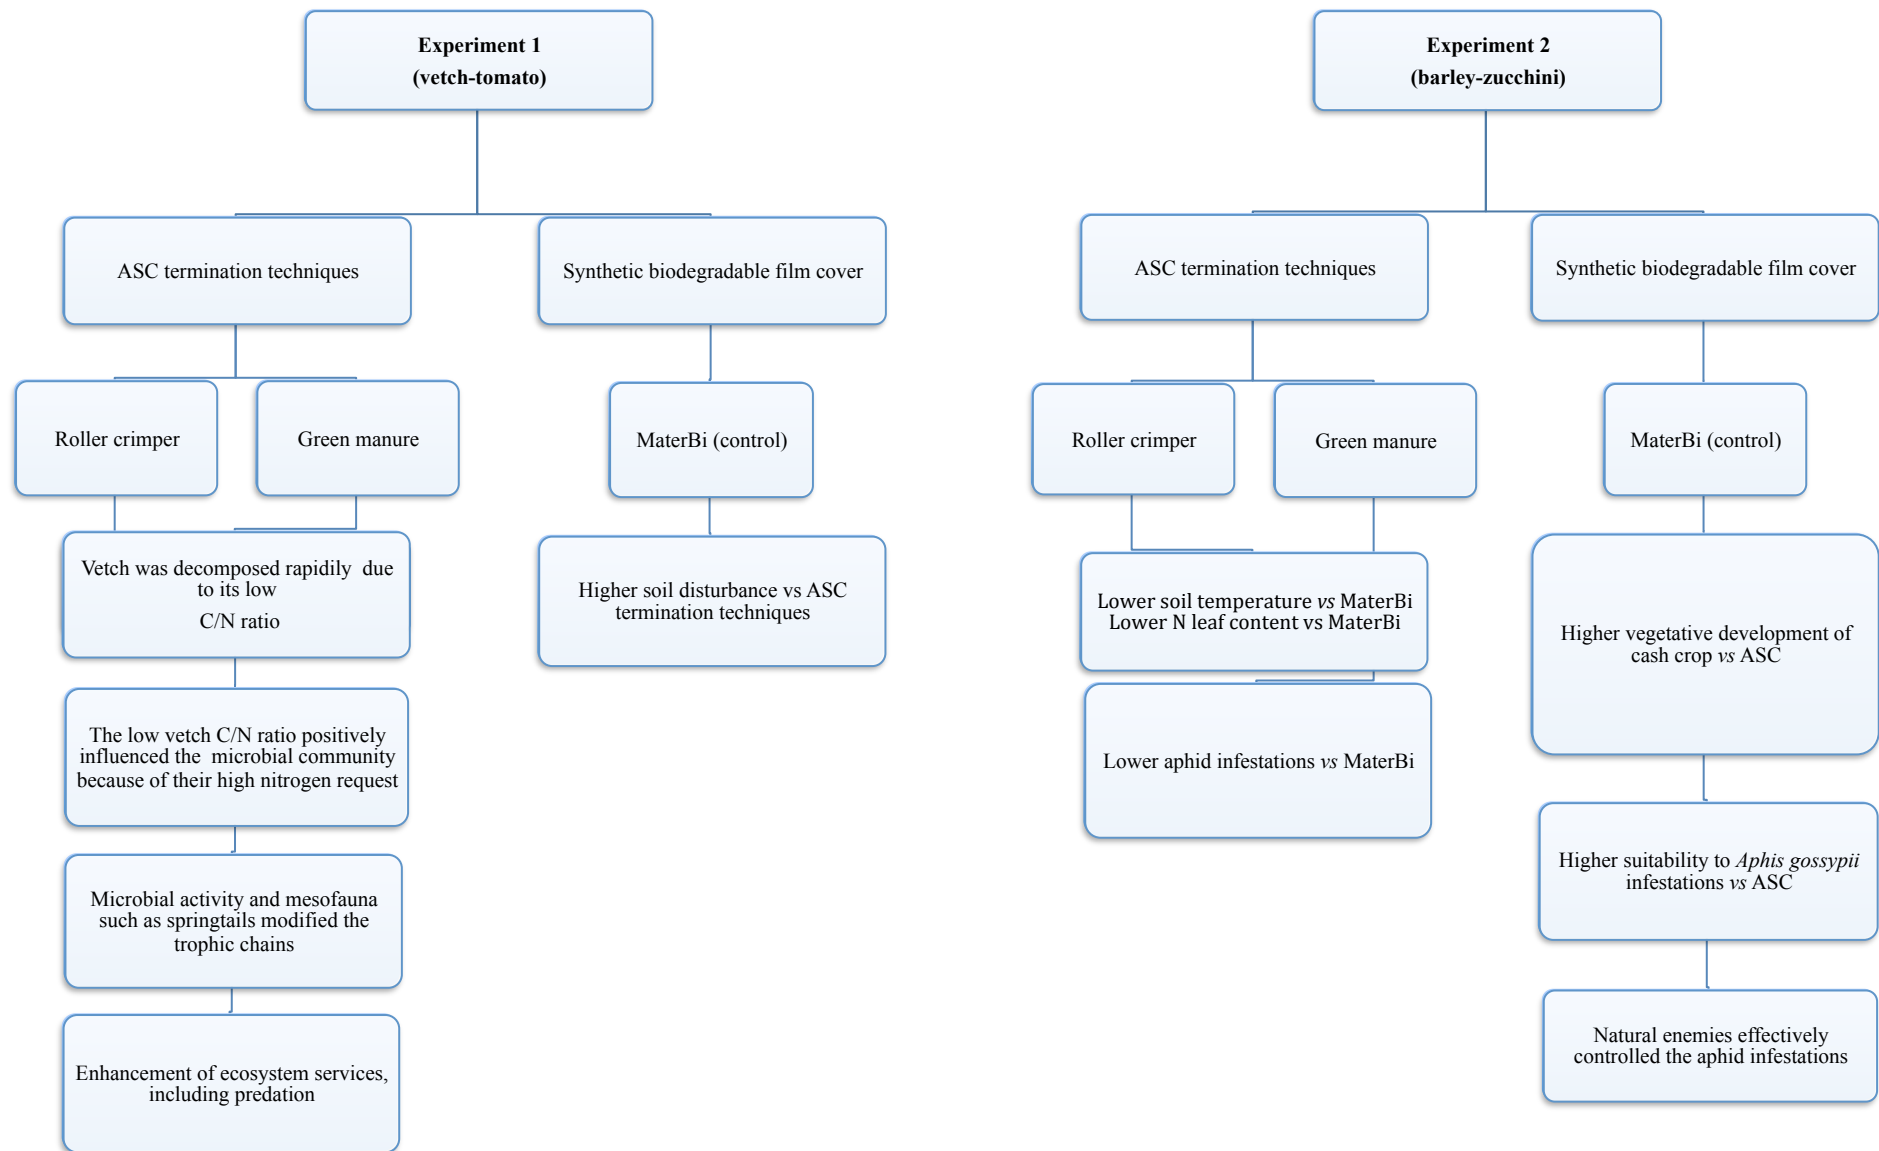 Experiment 1
(vetch-tomato)
ASC termination techniques
Synthetic biodegradable film cover
Roller crimper
Green manure
MaterBi (control)
Vetch was decomposed rapidily due
to its low
C/N ratio
Higher soil disturbance vs ASC
termination techniques
The low vetch C/N ratio positively
influenced the microbial community
because of their high nitrogen request
Microbial activity and mesofauna
such as springtails modified the
trophic chains
Enhancement of ecosystem services,
including predation
Experiment 2
(barley-zucchini)
ASC termination techniques
Synthetic biodegradable film cover
Roller crimper
Green manure
MaterBi (control)
Lower soil temperature vs MaterBi
Lower N leaf content vs MaterBi
Lower aphid infestations vs MaterBi
Higher vegetative development of
cash crop vs ASC
Higher suitability to Aphis gossypii
infestations vs ASC
Natural enemies effectively
controlled the aphid infestations